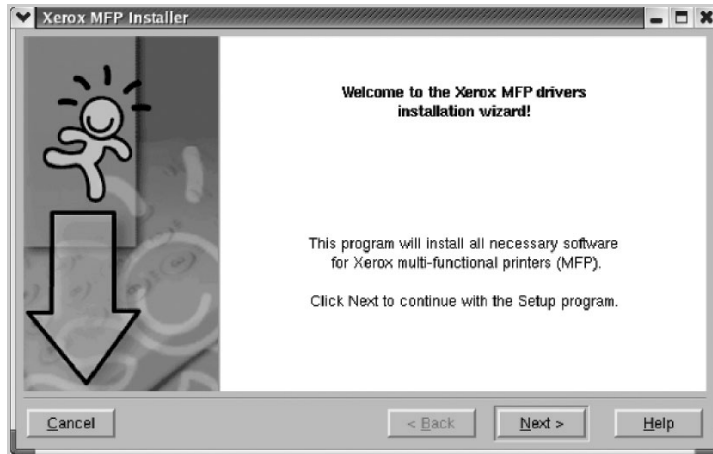 Xerox MFP Installer
Welcome to the Xerox MFP drivers
installation wizard!
This program will install all necessary software
for Xerox multi-functional printers (MFP).
Click Next to continue with the Setup program.
Cancel
< Back
Next >
Help